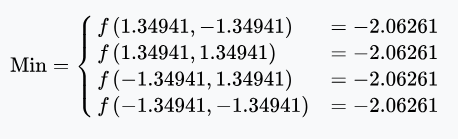 f (1.34941, −1.34941) = −2.06261
f (1.34941, 1.34941) = −2.06261
Min = f (−1.34941, 1.34941) = −2.06261
f (−1.34941, −1.34941) = −2.06261